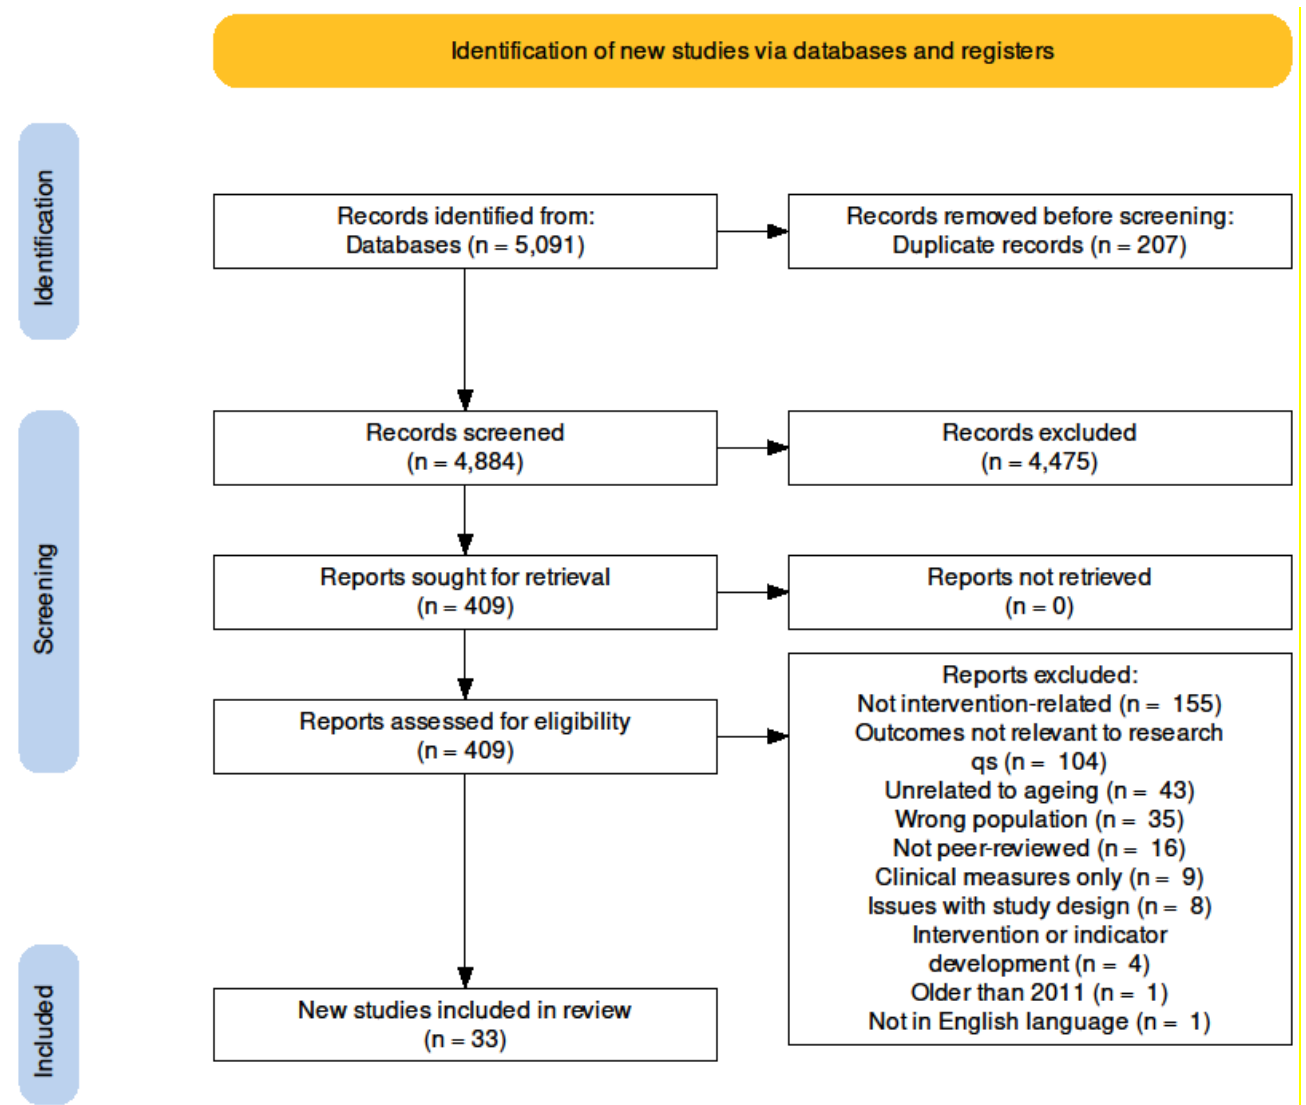 Identification of new studies via databases and registers
Identification
Records identified from:
Databases (n = 5,091)
Records removed before screening:
Duplicate records (n = 207)
Screening
Records screened
(n = 4,884)
Records excluded
(n = 4,475)
Reports sought for retrieval
(n = 409)
Reports not retrieved
(n = 0)
Reports assessed for eligibility
(n = 409)
Reports excluded:
Not intervention-related (n = 155)
Outcomes not relevant to research
qs (n = 104)
Unrelated to ageing (n = 43)
Wrong population (n = 35)
Not peer-reviewed (n = 16)
Clinical measures only (n = 9)
Issues with study design (n = 8)
Intervention or indicator
development (n = 4)
Older than 2011 (n = 1)
Not in English language (n = 1)
Included
New studies included in review
(n = 33)